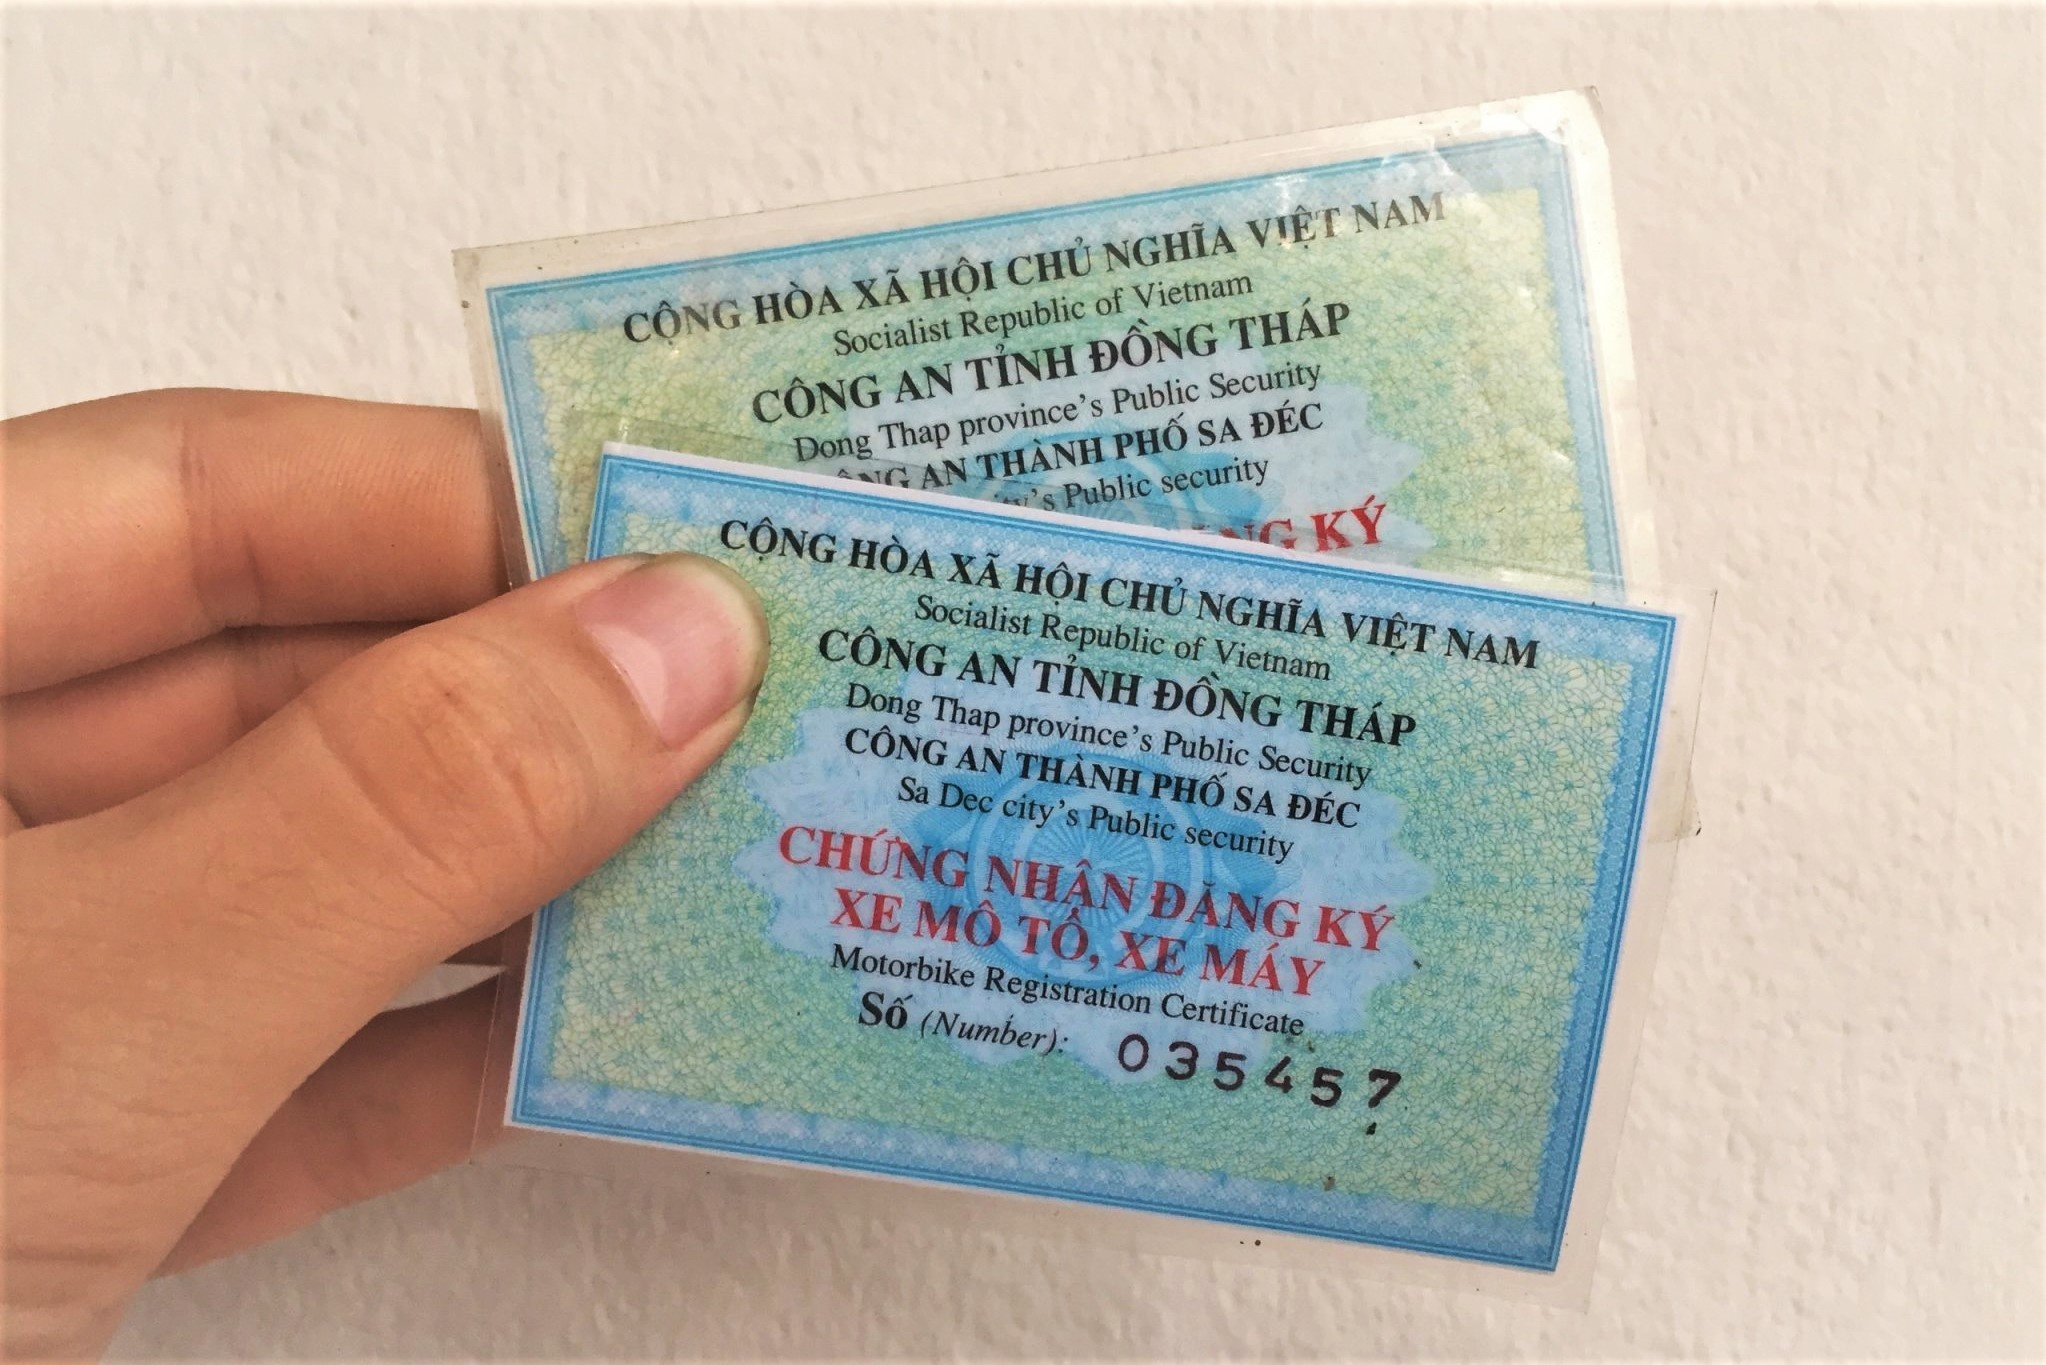 CỘNG HÒA XÃ HỘI CHỦ NGHĨA VIỆT NAM
Socialist Republic of Vietnam
CÔNG AN TỈNH ĐỒNG THÁP
Dong Thap province's Public Security
AN THÀNH PHỐ SA ĐÉC
Public security
KÝ
CỘNG HÒA XÃ HỘI CHỦ NGHĨA VIỆT NAM
Socialist Republic of Vietnam
CÔNG AN TỈNH ĐỒNG THÁP
Dong Thap province's Public Security
CÔNG AN THÀNH PHỐ SA ĐÉC
Sa Dec city's Public security
CHỨNG NHẬN ĐĂNG KÝ
XE MÔ TÔ, XE MÁY
Motorbike Registration Certificate
Số (Number): 035457